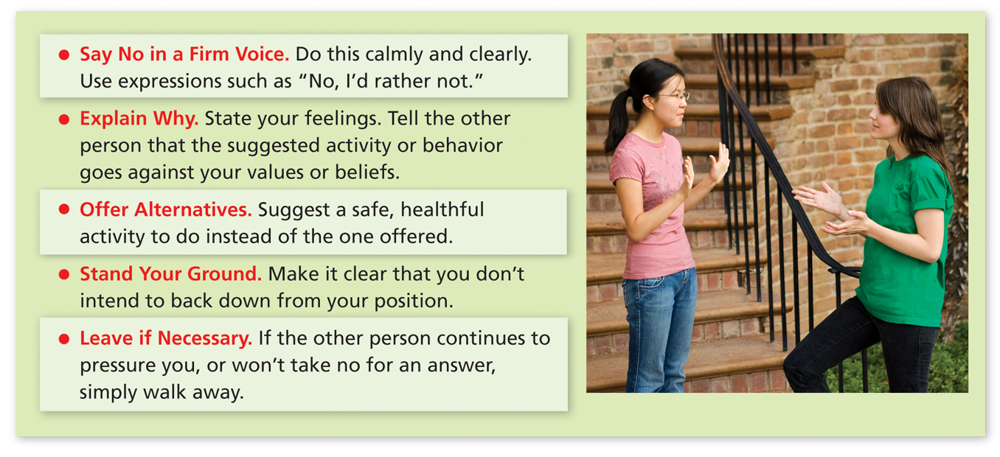 ● Say No in a Firm Voice. Do this calmly and clearly.
Use expressions such as “No, I’d rather not.”
● Explain Why. State your feelings. Tell the other
person that the suggested activity or behavior
goes against your values or beliefs.
● Offer Alternatives. Suggest a safe, healthful
activity to do instead of the one offered.
● Stand Your Ground. Make it clear that you don’t
intend to back down from your position.
● Leave if Necessary. If the other person continues to
pressure you, or won’t take no for an answer,
simply walk away.